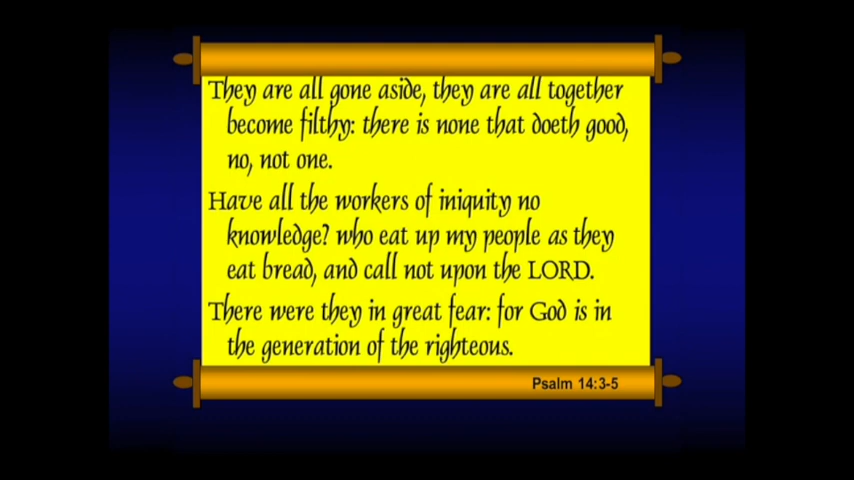 They are all gone aside, they are all together
become filthy: there is none that doeth good,
no, not one.
Have all the workers of iniquity no
knowledge? who eat up my people as they
eat bread, and call not upon the LORD.
There were they in great fear: for God is in
the generation of the righteous.
Psalm 14:3-5